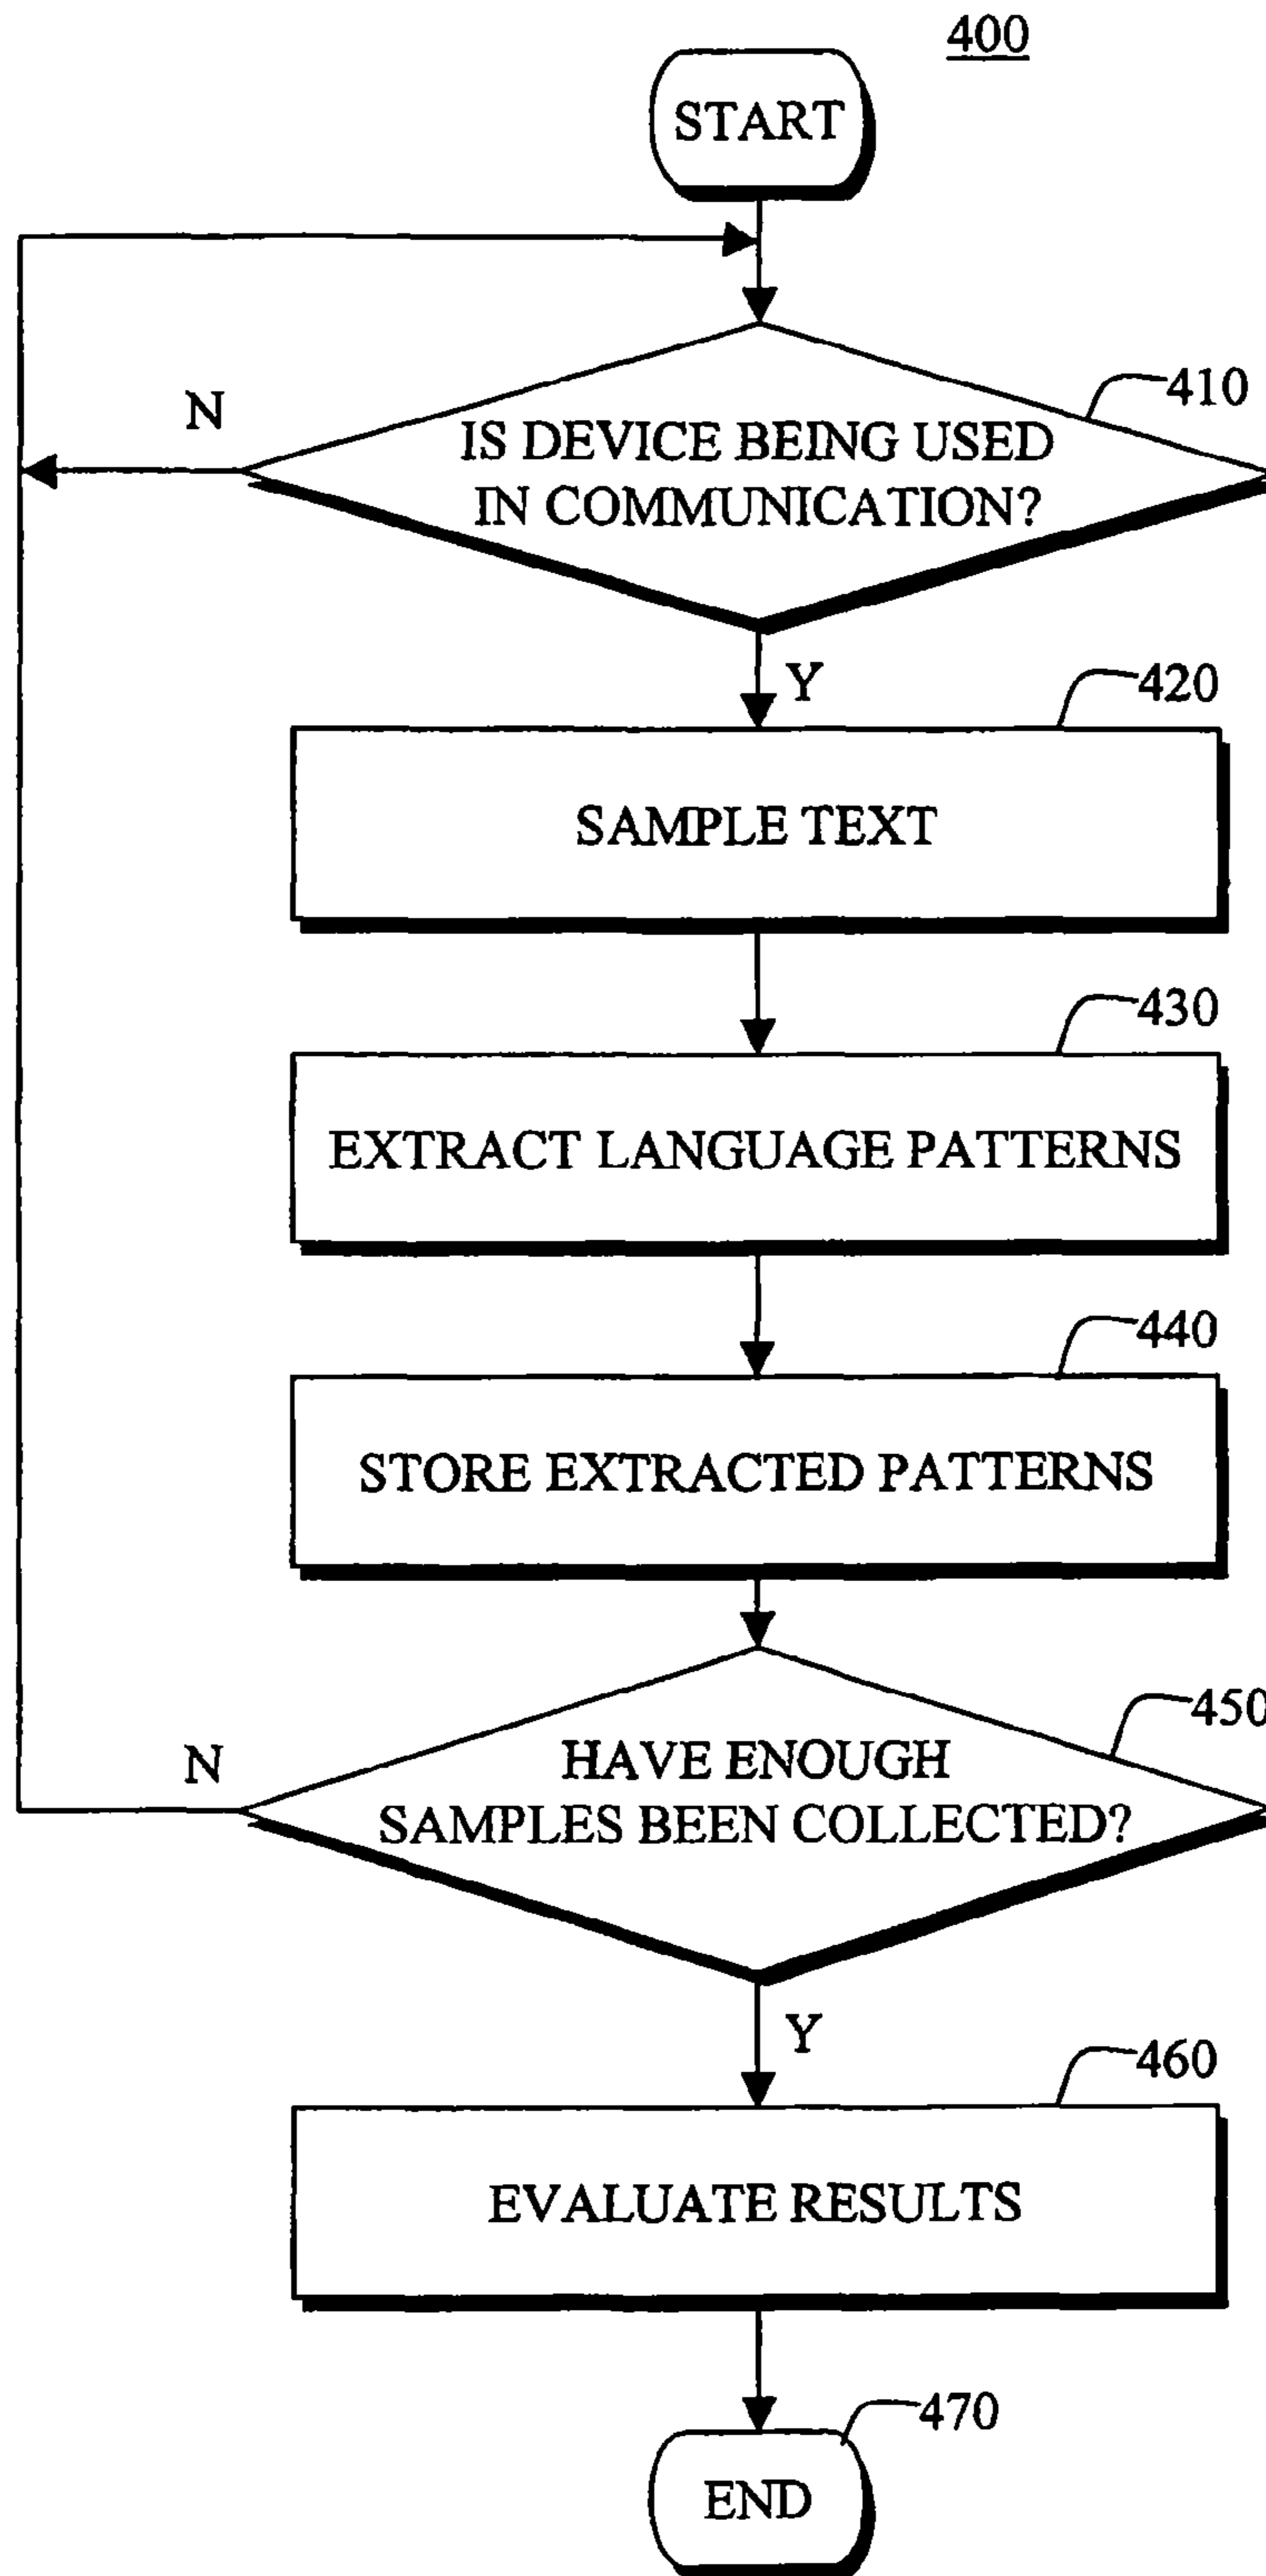 400
START
410
N
IS DEVICE BEING USED
IN COMMUNICATION?
Y
420
SAMPLE TEXT
430
EXTRACT LANGUAGE PATTERNS
440
STORE EXTRACTED PATTERNS
450
N
HAVE ENOUGH
SAMPLES BEEN COLLECTED?
Y
460
EVALUATE RESULTS
470
END